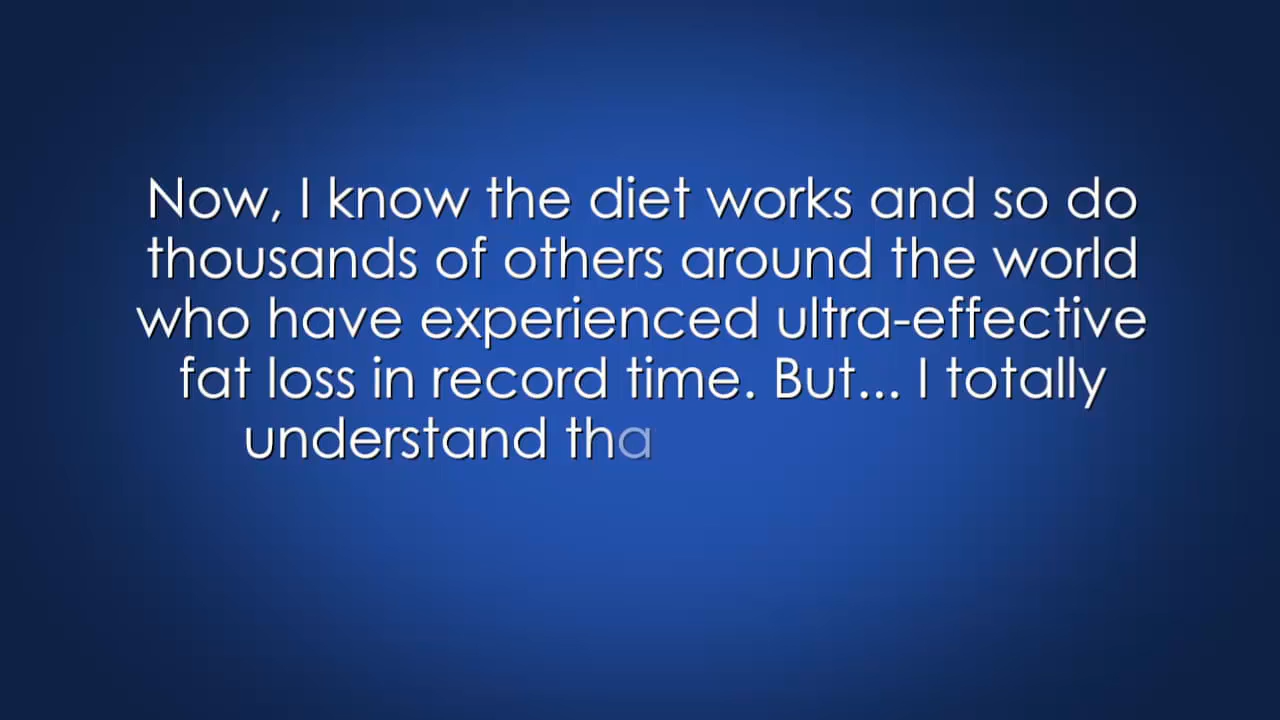 Now, I know the diet works and so do
thousands of others around the world
who have experienced ultra-effective
fat loss in record time. But... I totally
understand tha